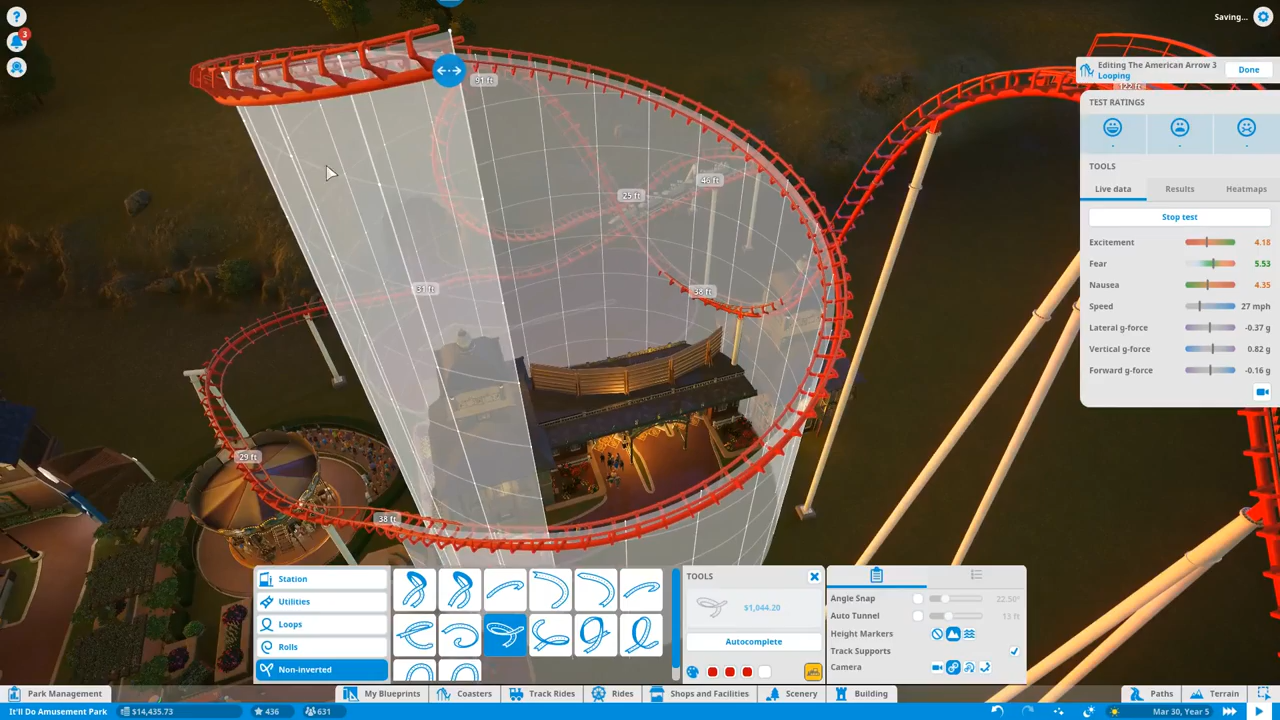 ?
3
Saving...
Editing The American Arrow 3 Looping
Done
TEST RATINGS
-
-
-
TOOLS
Live data
Results
Heatmaps
Stop test
Excitement 4.18
Fear 5.53
Nausea 4.35
Speed 27 mph
Lateral g-force -0.37 g
Vertical g-force 0.82 g
Forward g-force -0.16 g
91 ft
122 ft
46 ft
25 ft
31 ft
38 ft
29 ft
38 ft
Station
Utilities
Loops
Rolls
Non-inverted
TOOLS
$1,044.20
Autocomplete
Angle Snap 22.50°
Auto Tunnel 13 ft
Height Markers
Track Supports
Camera
Park Management
My Blueprints
Coasters
Track Rides
Rides
Shops and Facilities
Scenery
Building
Paths
Terrain
It'll Do Amusement Park
$14,435.73
436
631
Mar 30, Year 5